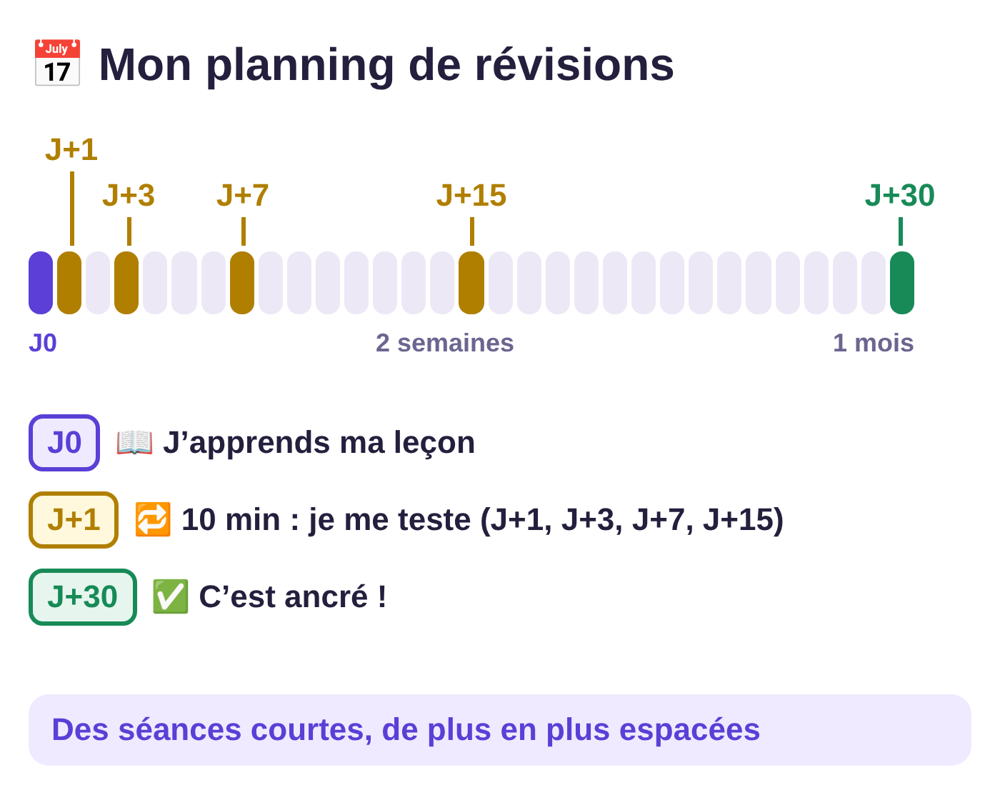 July
17
Mon planning de révisions
J+1
J+3 J+7 J+15 J+30
J0 2 semaines 1 mois
J0 J’apprends ma leçon
J+1 10 min : je me teste (J+1, J+3, J+7, J+15)
J+30 C’est ancré !
Des séances courtes, de plus en plus espacées